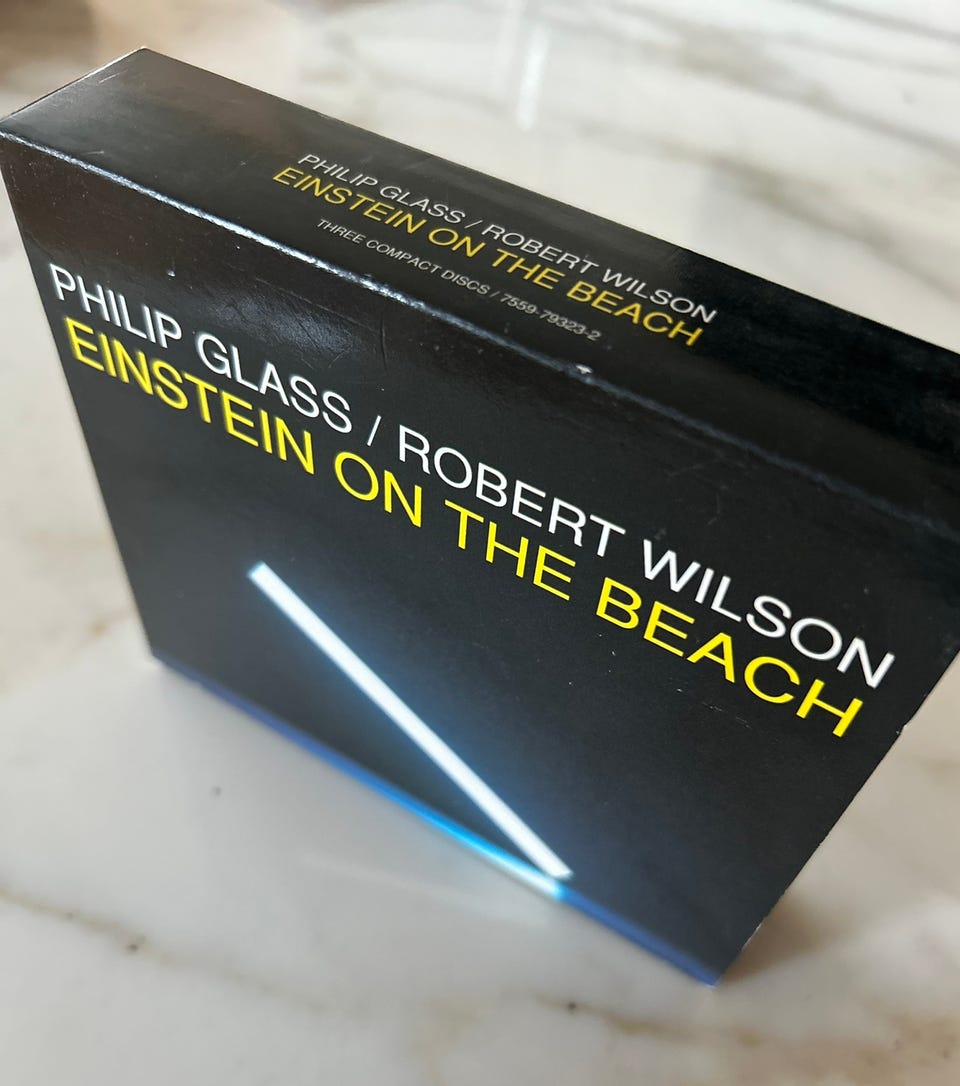 PHILIP GLASS / ROBERT WILSON
EINSTEIN ON THE BEACH
THREE COMPACT DISCS / 7559-79323-2
PHILIP GLASS / ROBERT WILSON
EINSTEIN ON THE BEACH